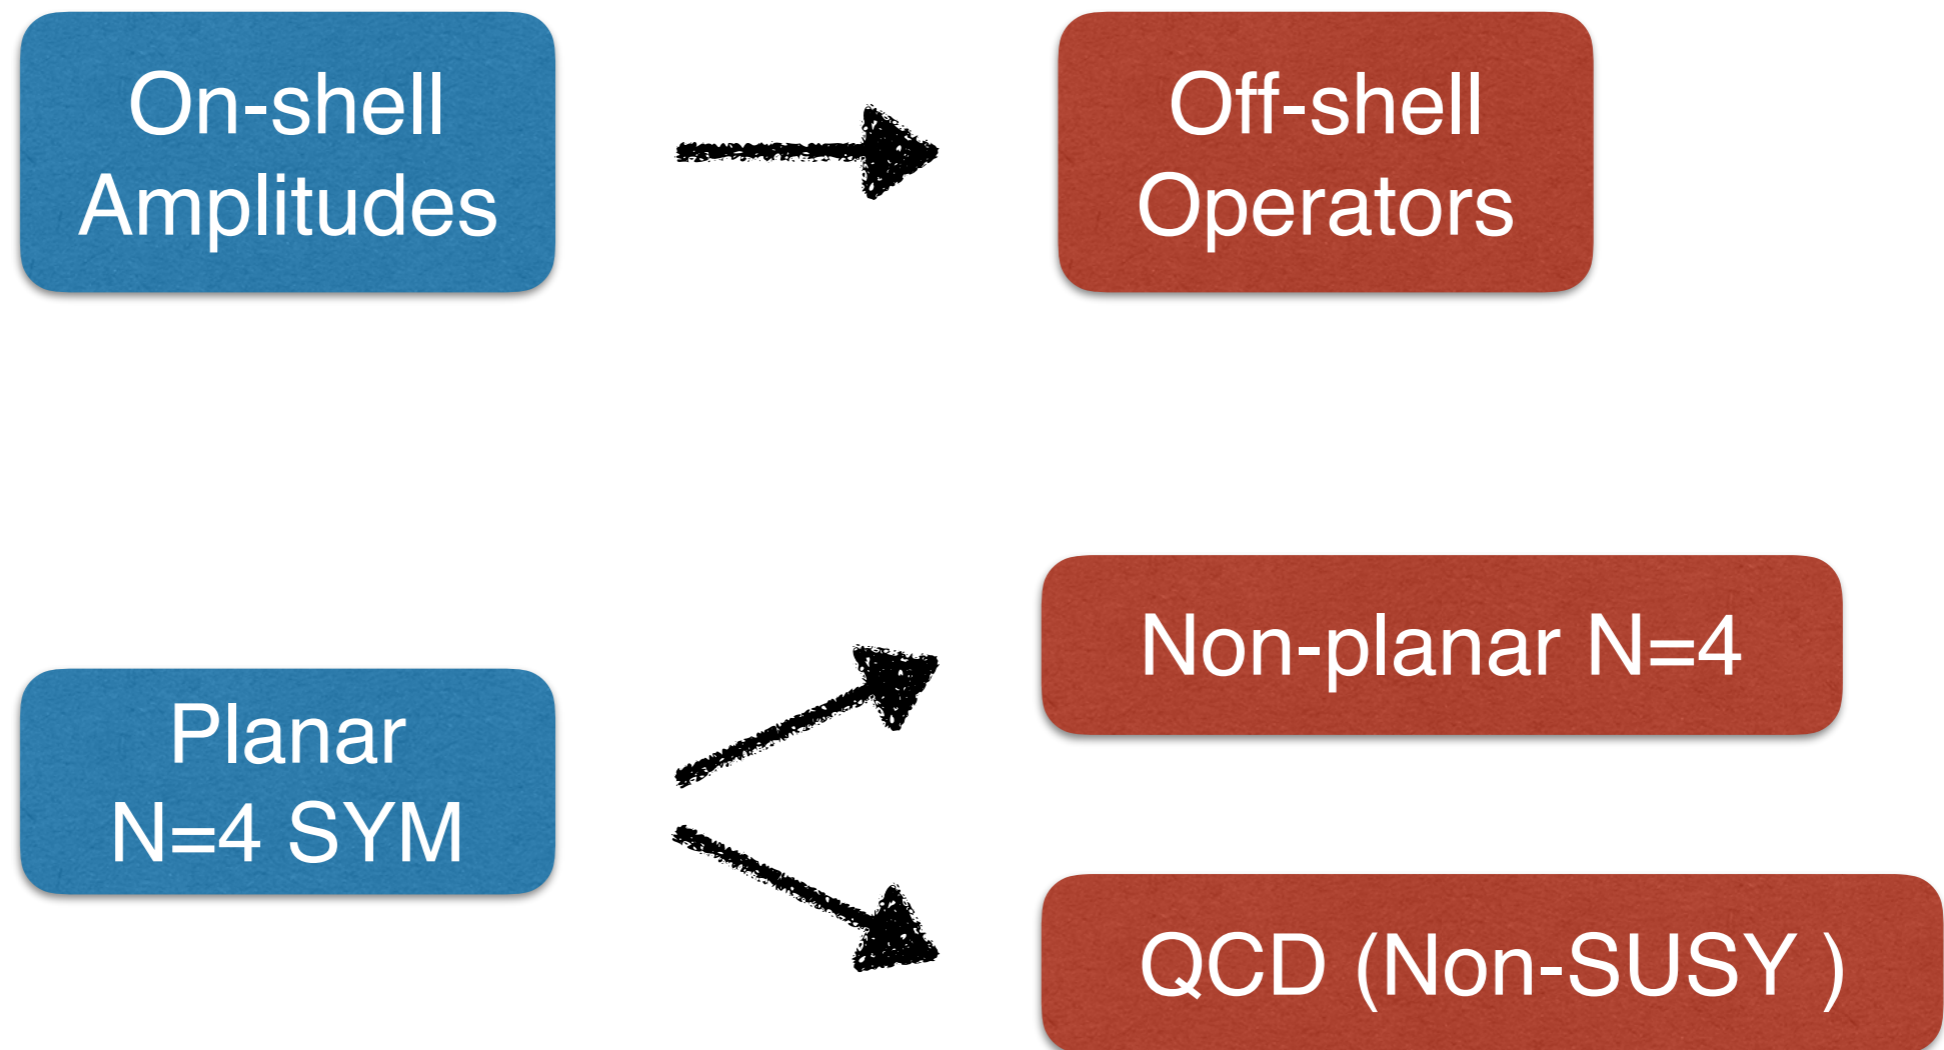 On-shell
Amplitudes
Off-shell
Operators
Planar
N=4 SYM
Non-planar N=4
QCD (Non-SUSY )